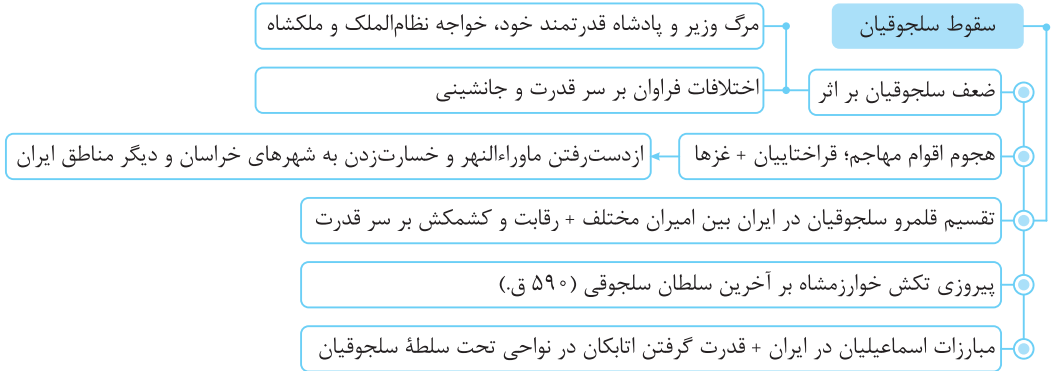 سقوط سلجوقیان
ضعف سلجوقیان بر اثر
مرگ وزیر و پادشاه قدرتمند خود، خواجه نظام‌الملک و ملکشاه
اختلافات فراوان بر سر قدرت و جانشینی
هجوم اقوام مهاجم؛ قراختاییان + غزها
ازدست‌رفتن ماوراءالنهر و خسارت‌زدن به شهرهای خراسان و دیگر مناطق ایران
تقسیم قلمرو سلجوقیان در ایران بین امیران مختلف + رقابت و کشمکش بر سر قدرت
پیروزی تکش خوارزمشاه بر آخرین سلطان سلجوقی (۵۹۰ ق.)
مبارزات اسماعیلیان در ایران + قدرت گرفتن اتابکان در نواحی تحت سلطهٔ سلجوقیان